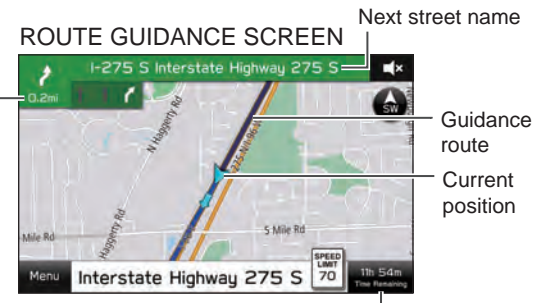 Next street name
ROUTE GUIDANCE SCREEN
I-275 S Interstate Highway 275 S
0.2mi
SW
N Haggerty Rd
Guidance
route
Current
position
Haggerty Rd
5 Mile Rd
Mile Rd
SPEED
LIMIT
70
Menu
Interstate Highway 275 S
11h 54m
Time Remaining